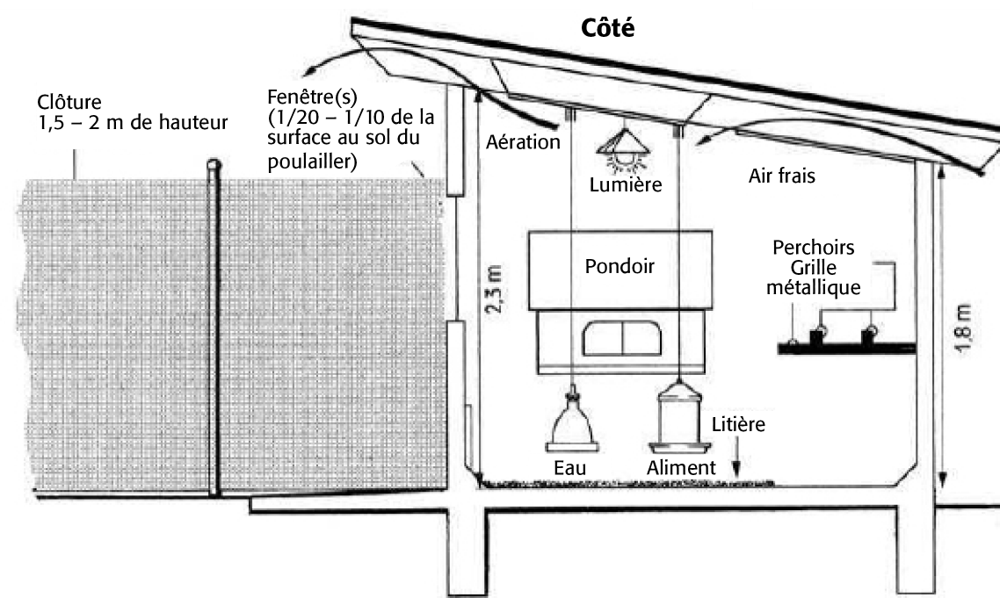 Côté
Clôture
1,5 – 2 m de hauteur
Fenêtre(s)
(1/20 – 1/10 de la
surface au sol du
poulailler)
Aération
Lumière
Air frais
Pondoir
Perchoirs
Grille
métallique
2,3 m
1,8 m
Litière
Eau
Aliment